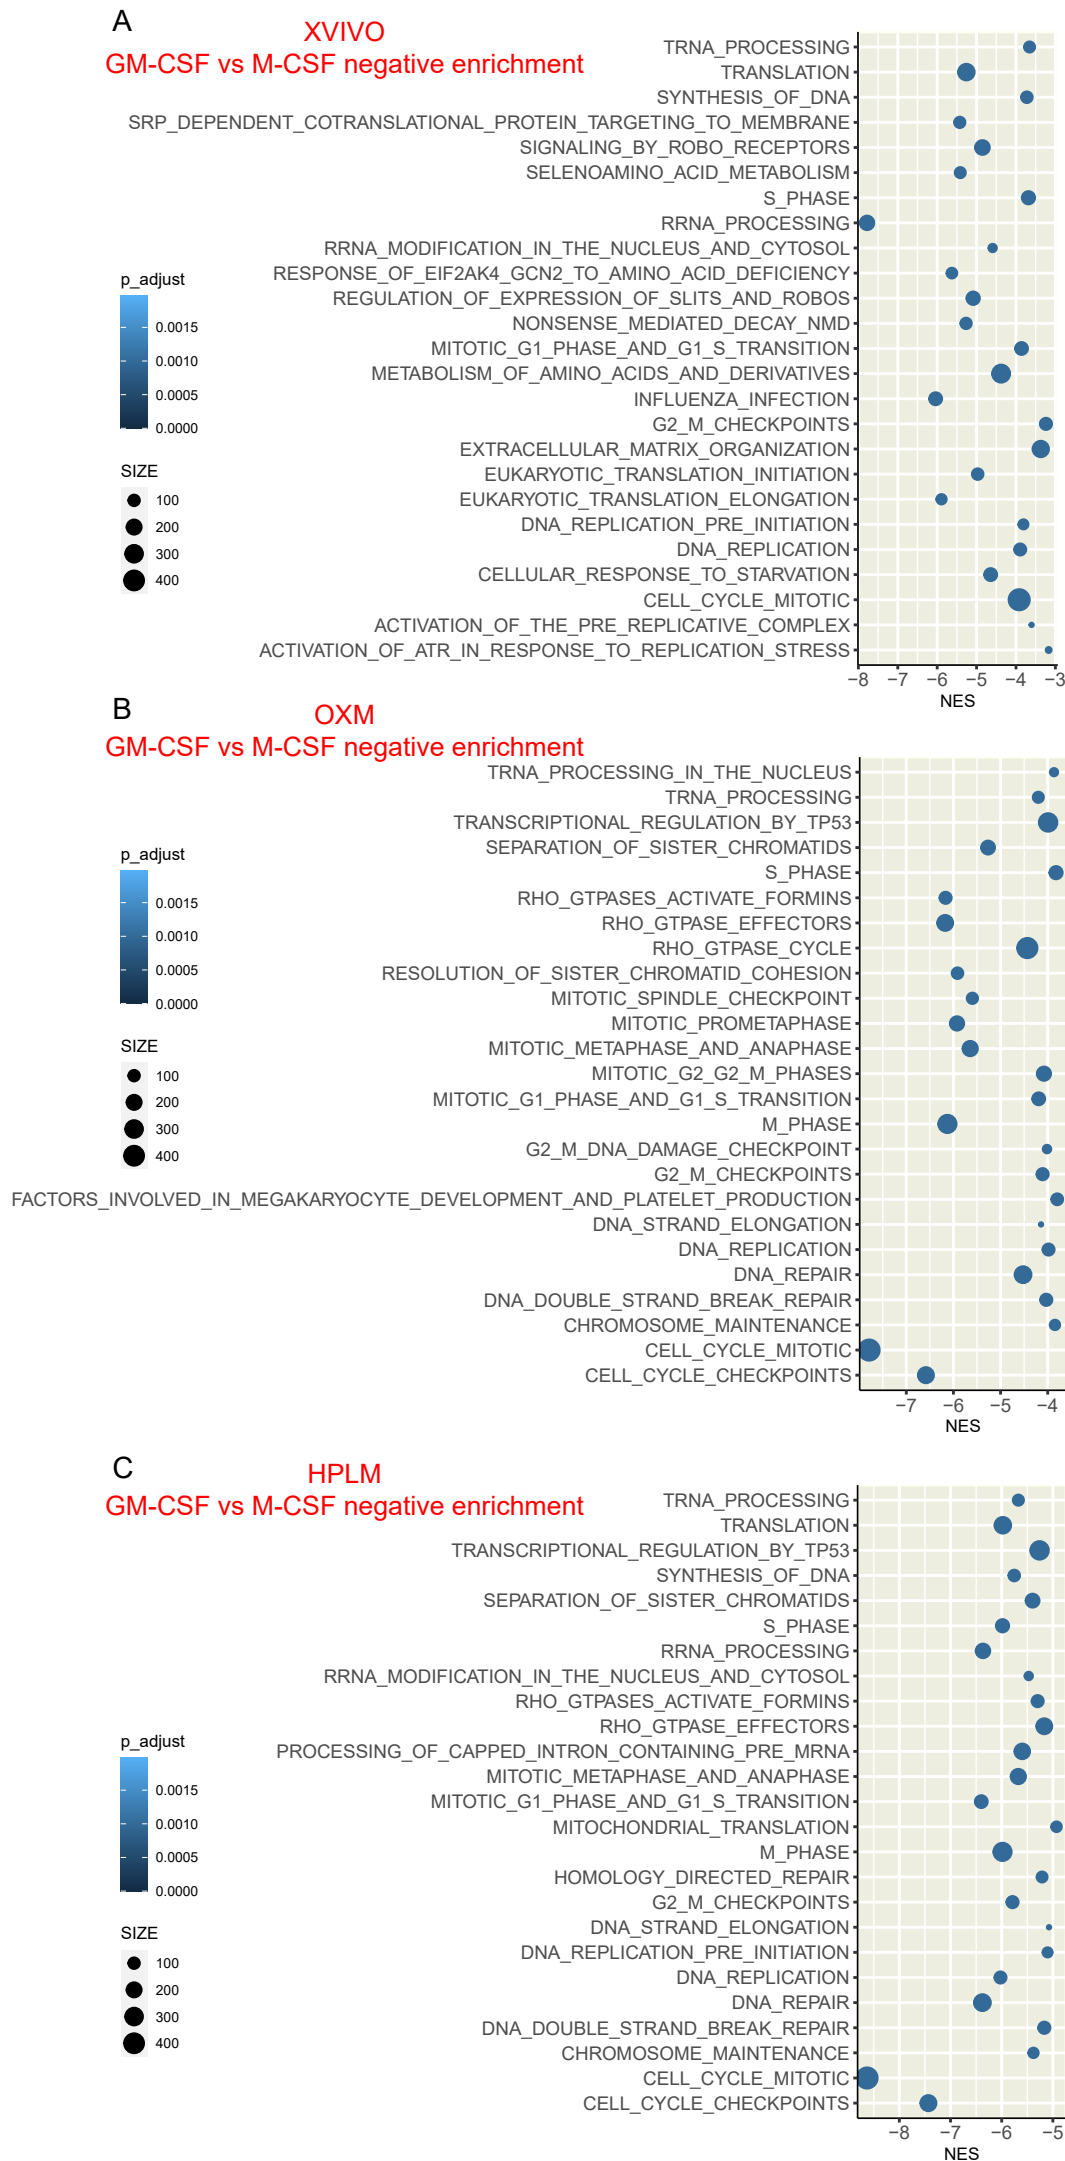 A
XVIVO
GM-CSF vs M-CSF negative enrichment
TRNA_PROCESSING
TRANSLATION
SYNTHESIS_OF_DNA
SRP_DEPENDENT_COTRANSLATIONAL_PROTEIN_TARGETING_TO_MEMBRANE
SIGNALING_BY_ROBO_RECEPTORS
SELENOAMINO_ACID_METABOLISM
S_PHASE
RRNA_PROCESSING
RRNA_MODIFICATION_IN_THE_NUCLEUS_AND_CYTOSOL
RESPONSE_OF_EIF2AK4_GCN2_TO_AMINO_ACID_DEFICIENCY
REGULATION_OF_EXPRESSION_OF_SLITS_AND_ROBOS
NONSENSE_MEDIATED_DECAY_NMD
MITOTIC_G1_PHASE_AND_G1_S_TRANSITION
METABOLISM_OF_AMINO_ACIDS_AND_DERIVATIVES
INFLUENZA_INFECTION
G2_M_CHECKPOINTS
EXTRACELLULAR_MATRIX_ORGANIZATION
EUKARYOTIC_TRANSLATION_INITIATION
EUKARYOTIC_TRANSLATION_ELONGATION
DNA_REPLICATION_PRE_INITIATION
DNA_REPLICATION
CELLULAR_RESPONSE_TO_STARVATION
CELL_CYCLE_MITOTIC
ACTIVATION_OF_THE_PRE_REPLICATIVE_COMPLEX
ACTIVATION_OF_ATR_IN_RESPONSE_TO_REPLICATION_STRESS
−8 −7 −6 −5 −4 −3
NES
p_adjust
0.0015
0.0010
0.0005
0.0000
SIZE
100
200
300
400
B
OXM
GM-CSF vs M-CSF negative enrichment
TRNA_PROCESSING_IN_THE_NUCLEUS
TRNA_PROCESSING
TRANSCRIPTIONAL_REGULATION_BY_TP53
SEPARATION_OF_SISTER_CHROMATIDS
S_PHASE
RHO_GTPASES_ACTIVATE_FORMINS
RHO_GTPASE_EFFECTORS
RHO_GTPASE_CYCLE
RESOLUTION_OF_SISTER_CHROMATID_COHESION
MITOTIC_SPINDLE_CHECKPOINT
MITOTIC_PROMETAPHASE
MITOTIC_METAPHASE_AND_ANAPHASE
MITOTIC_G2_G2_M_PHASES
MITOTIC_G1_PHASE_AND_G1_S_TRANSITION
M_PHASE
G2_M_DNA_DAMAGE_CHECKPOINT
G2_M_CHECKPOINTS
FACTORS_INVOLVED_IN_MEGAKARYOCYTE_DEVELOPMENT_AND_PLATELET_PRODUCTION
DNA_STRAND_ELONGATION
DNA_REPLICATION
DNA_REPAIR
DNA_DOUBLE_STRAND_BREAK_REPAIR
CHROMOSOME_MAINTENANCE
CELL_CYCLE_MITOTIC
CELL_CYCLE_CHECKPOINTS
−7 −6 −5 −4
NES
p_adjust
0.0015
0.0010
0.0005
0.0000
SIZE
100
200
300
400
C
HPLM
GM-CSF vs M-CSF negative enrichment
TRNA_PROCESSING
TRANSLATION
TRANSCRIPTIONAL_REGULATION_BY_TP53
SYNTHESIS_OF_DNA
SEPARATION_OF_SISTER_CHROMATIDS
S_PHASE
RRNA_PROCESSING
RRNA_MODIFICATION_IN_THE_NUCLEUS_AND_CYTOSOL
RHO_GTPASES_ACTIVATE_FORMINS
RHO_GTPASE_EFFECTORS
PROCESSING_OF_CAPPED_INTRON_CONTAINING_PRE_MRNA
MITOTIC_METAPHASE_AND_ANAPHASE
MITOTIC_G1_PHASE_AND_G1_S_TRANSITION
MITOCHONDRIAL_TRANSLATION
M_PHASE
HOMOLOGY_DIRECTED_REPAIR
G2_M_CHECKPOINTS
DNA_STRAND_ELONGATION
DNA_REPLICATION_PRE_INITIATION
DNA_REPLICATION
DNA_REPAIR
DNA_DOUBLE_STRAND_BREAK_REPAIR
CHROMOSOME_MAINTENANCE
CELL_CYCLE_MITOTIC
CELL_CYCLE_CHECKPOINTS
−8 −7 −6 −5
NES
p_adjust
0.0015
0.0010
0.0005
0.0000
SIZE
100
200
300
400